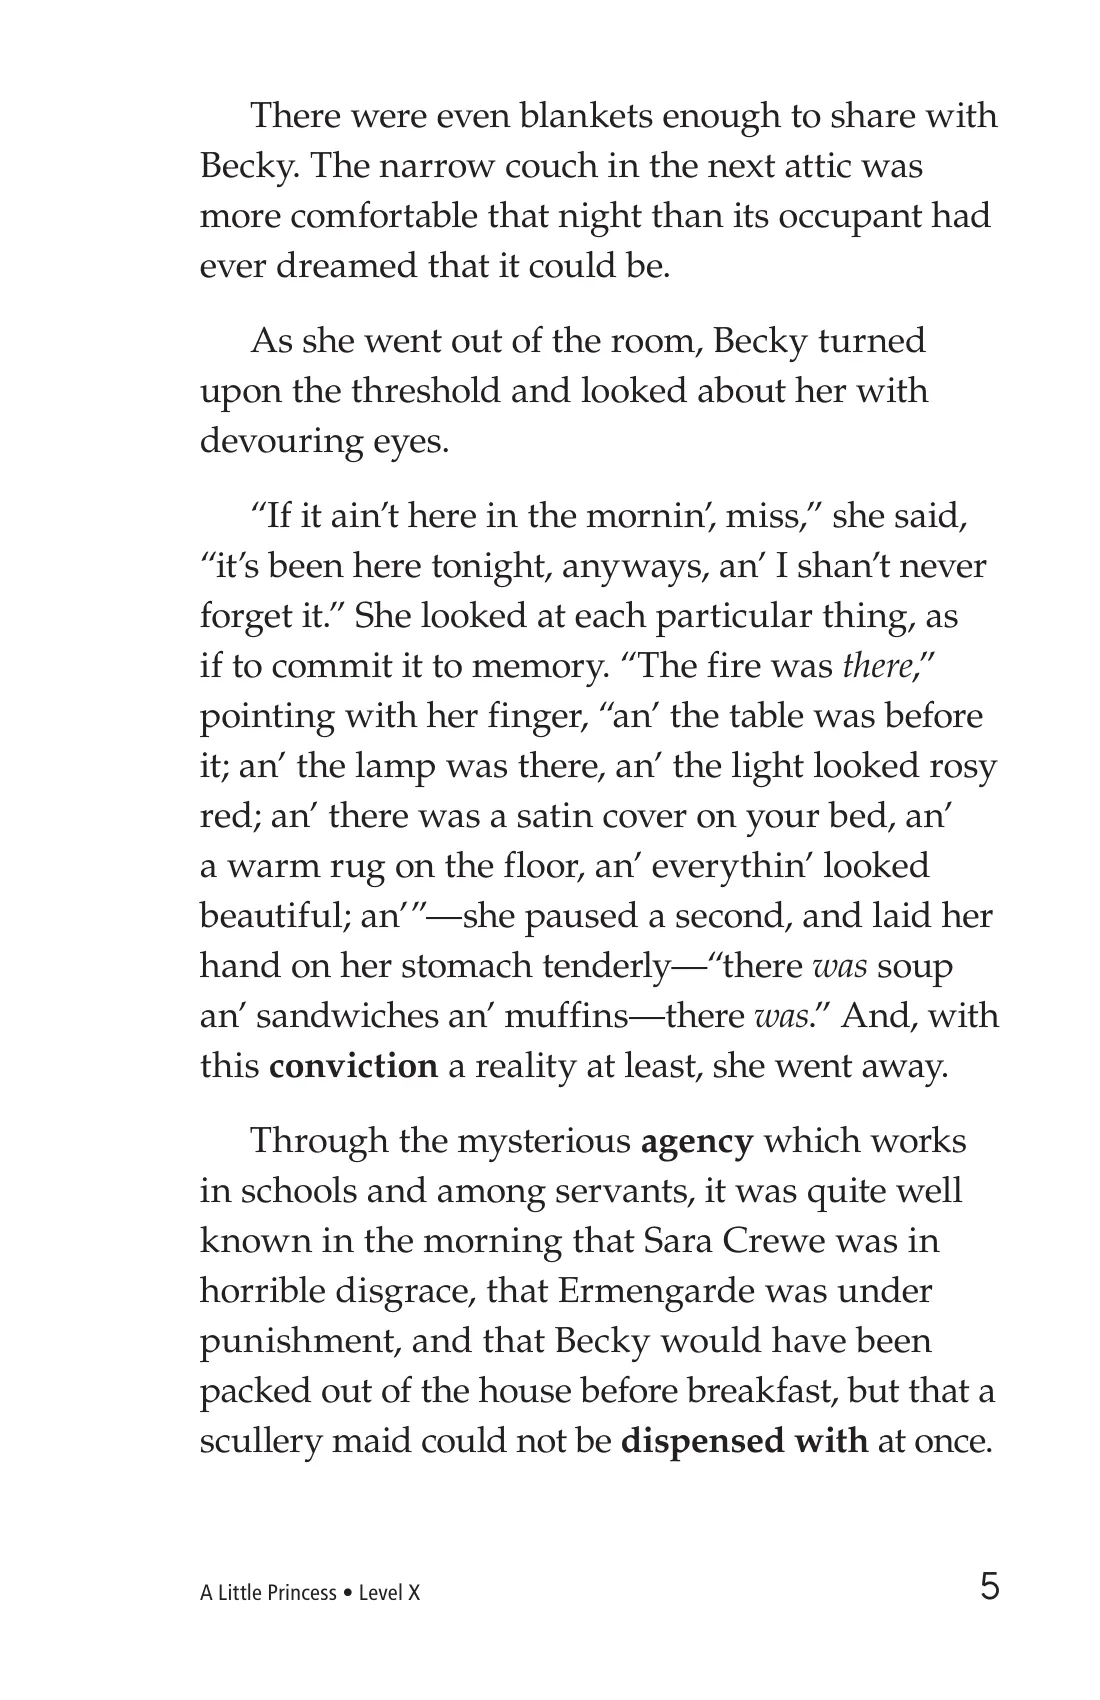 There were even blankets enough to share with
Becky. The narrow couch in the next attic was
more comfortable that night than its occupant had
ever dreamed that it could be.
As she went out of the room, Becky turned
upon the threshold and looked about her with
devouring eyes.
“If it ain’t here in the mornin’, miss,” she said,
“it’s been here tonight, anyways, an’ I shan’t never
forget it.” She looked at each particular thing, as
if to commit it to memory. “The fire was there,”
pointing with her finger, “an’ the table was before
it; an’ the lamp was there, an’ the light looked rosy
red; an’ there was a satin cover on your bed, an’
a warm rug on the floor, an’ everythin’ looked
beautiful; an’”—she paused a second, and laid her
hand on her stomach tenderly—“there was soup
an’ sandwiches an’ muffins—there was.” And, with
this conviction a reality at least, she went away.
Through the mysterious agency which works
in schools and among servants, it was quite well
known in the morning that Sara Crewe was in
horrible disgrace, that Ermengarde was under
punishment, and that Becky would have been
packed out of the house before breakfast, but that a
scullery maid could not be dispensed with at once.
A Little Princess • Level X
5